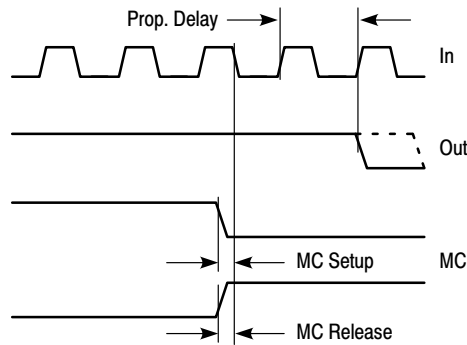 Prop. Delay
In
Out
MC Setup
MC
MC Release